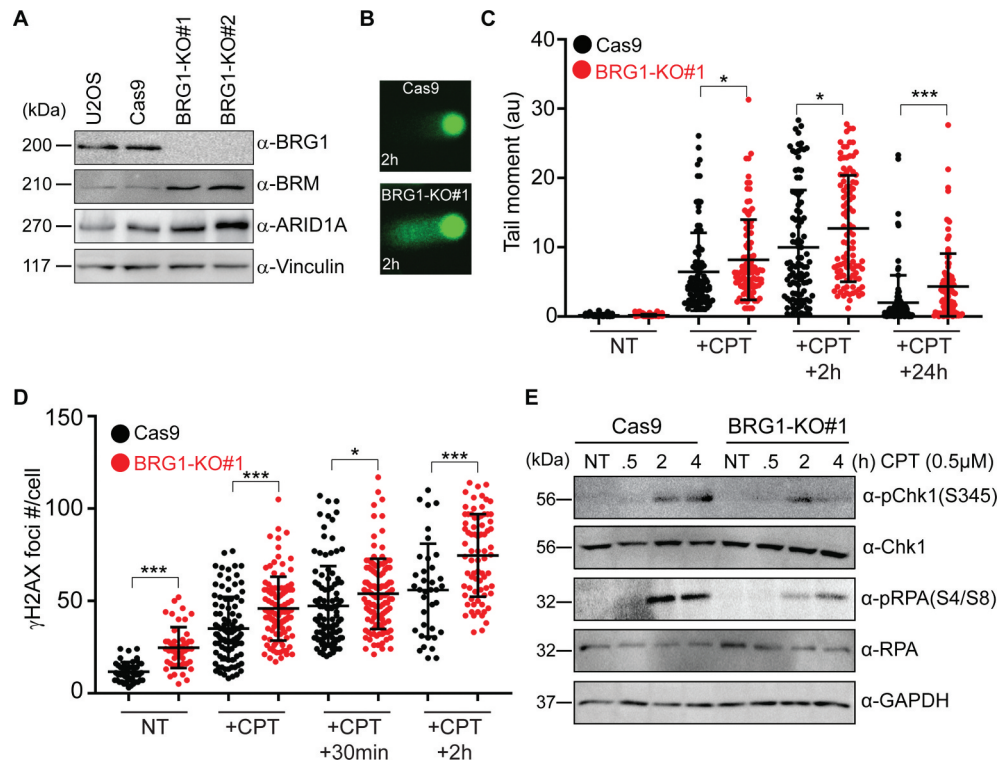 A
(kDa)
U2OS
Cas9
BRG1-KO#1
BRG1-KO#2
200
α-BRG1
210
α-BRM
270
α-ARID1A
117
α-Vinculin
B
Cas9
2h
BRG1-KO#1
2h
C
Cas9
BRG1-KO#1
Tail moment (au)
40
30
20
10
0
*
*
***
NT
+CPT
+CPT
+2h
+CPT
+24h
D
Cas9
BRG1-KO#1
γH2AX foci #/cell
150
100
50
0
***
***
*
***
NT
+CPT
+CPT
+30min
+CPT
+2h
E
Cas9 BRG1-KO#1
(kDa) NT .5 2 4 NT .5 2 4 (h) CPT (0.5μM)
56 α-pChk1(S345)
56 α-Chk1
32 α-pRPA(S4/S8)
32 α-RPA
37 α-GAPDH